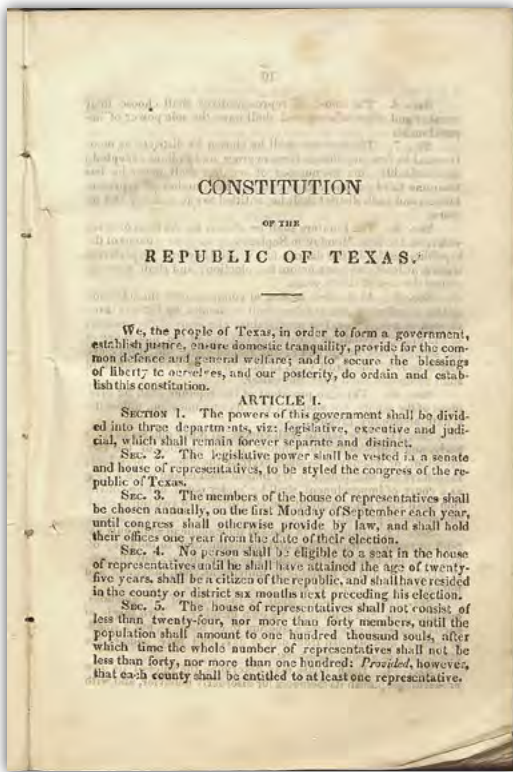 CONSTITUTION
OF THE
REPUBLIC OF TEXAS.
We, the people of Texas, in order to form a government,
establish justice, ensure domestic tranquility, provide for the com-
mon defence and general welfare; and to secure the blessings
of liberty to ourselves, and our posterity, do ordain and estab-
lish this constitution.
ARTICLE I.
SECTION 1. The powers of this government shall be divid-
ed into three departments, viz: legislative, executive and judi-
cial, which shall remain forever separate and distinct.
SEC. 2. The legislative power shall be vested in a senate
and house of representatives, to be styled the congress of the re-
public of Texas.
SEC. 3. The members of the house of representatives shall
be chosen annually, on the first Monday of September each year,
until congress shall otherwise provide by law, and shall hold
their offices one year from the date of their election.
SEC. 4. No person shall be eligible to a seat in the house
of representatives until he shall have attained the age of twenty-
five years, shall be a citizen of the republic, and shall have resided
in the county or district six months next preceding his election.
SEC. 5. The house of representatives shall not consist of
less than twenty-four, nor more than forty members, until the
population shall amount to one hundred thousand souls, after
which time the whole number of representatives shall not be
less than forty, nor more than one hundred: Provided, however,
that each county shall be entitled to at least one representative.